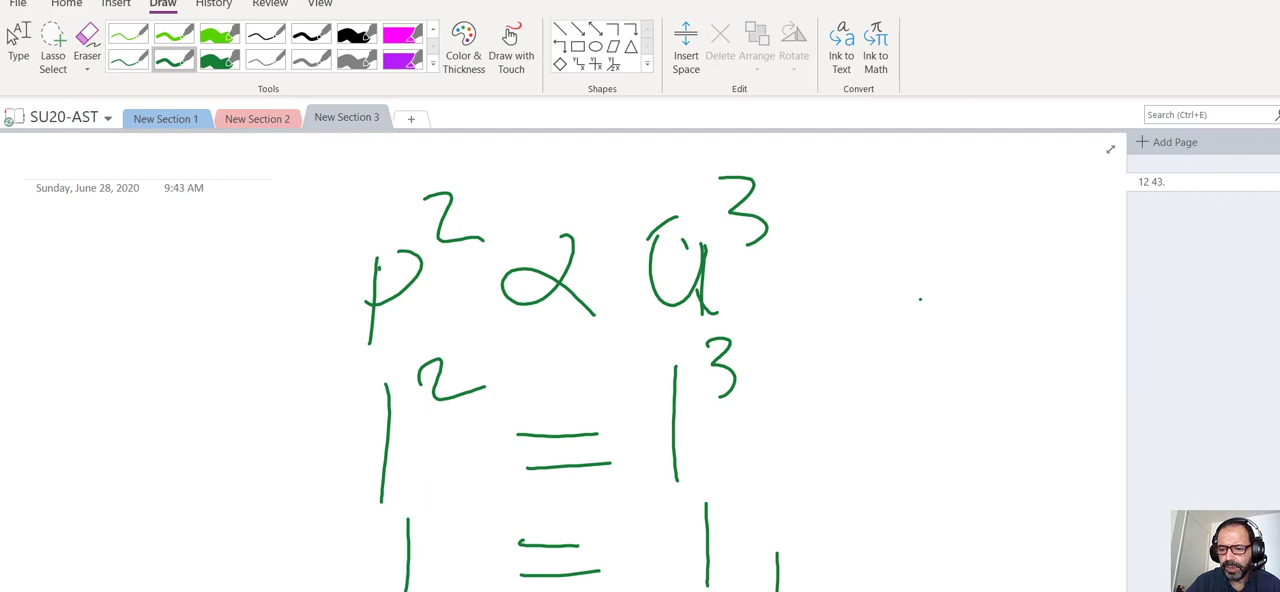 File Home Insert Draw History Review View
Type Lasso Select Eraser Color & Thickness Draw with Touch Insert Space Delete Arrange Rotate Ink to Text Ink to Math
Tools Shapes Edit Convert
SU20-AST New Section 1 New Section 2 New Section 3 + Search (Ctrl+E)
Add Page
12 43.
Sunday, June 28, 2020 9:43 AM
p² α a³
1² = 1³
1 = 1